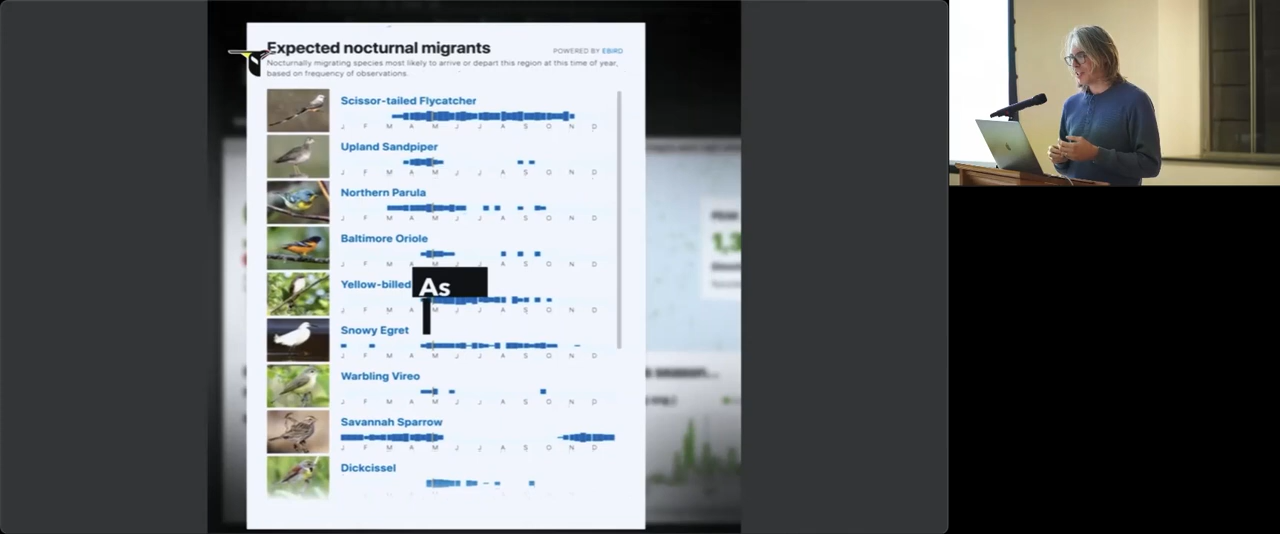 Expected nocturnal migrants
POWERED BY EBIRD
Nocturnally migrating species most likely to arrive or depart this region at this time of year,
based on frequency of observations.
Scissor-tailed Flycatcher
J F M A M J J A S O N D
Upland Sandpiper
J F M A M J J A S O N D
Northern Parula
J F M A M J J A S O N D
Baltimore Oriole
J F M A M J J A S O N D
Yellow-billed
As
J F M A M J J A S O N D
Snowy Egret
J F M A M J J A S O N D
Warbling Vireo
J F M A M J J A S O N D
Savannah Sparrow
J F M A M J J A S O N D
Dickcissel